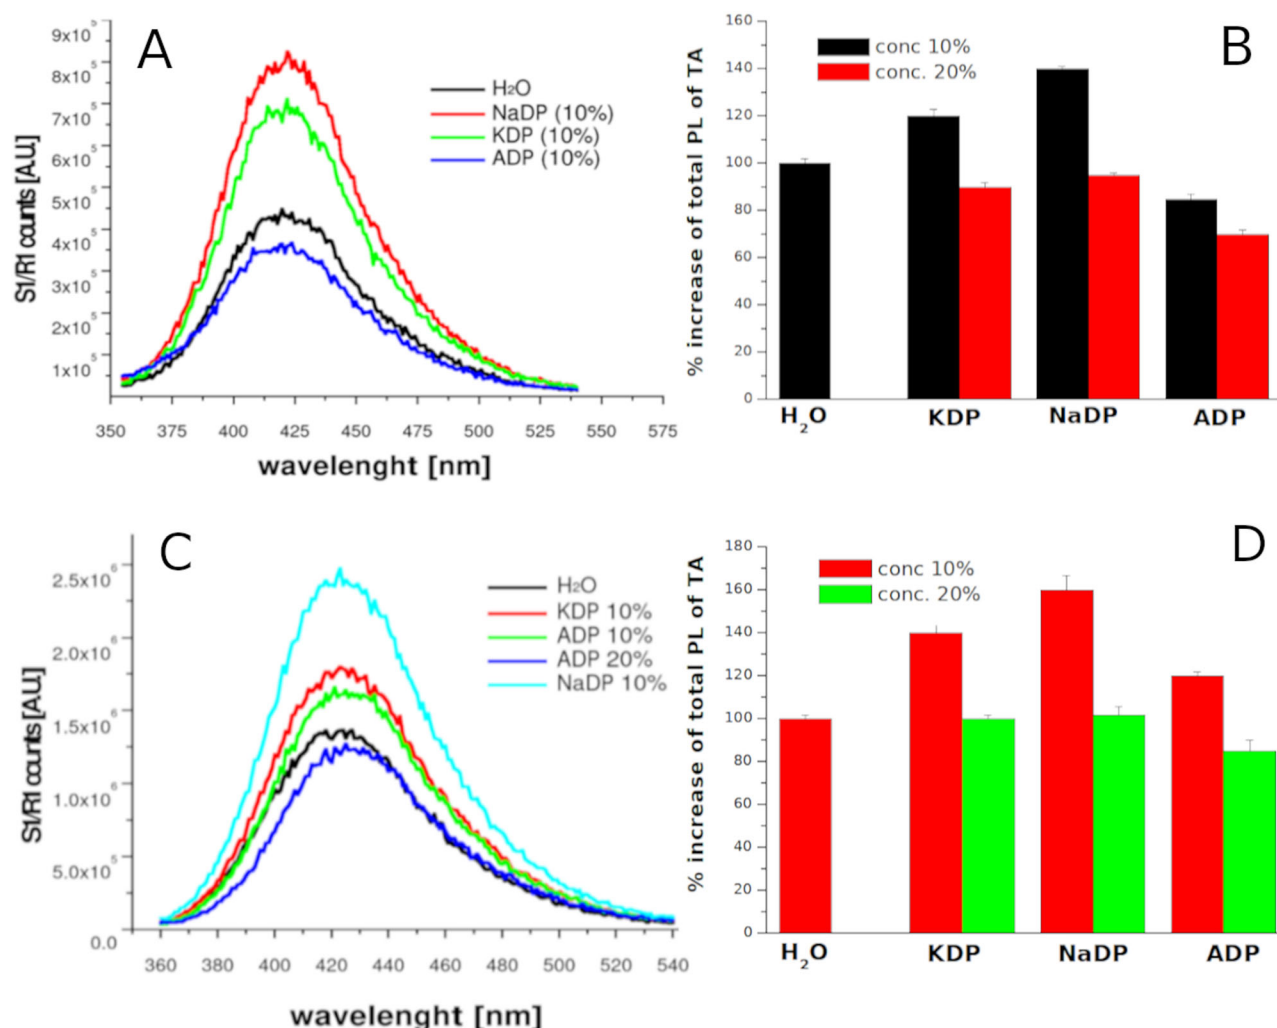 A
9x10^5
8x10^5
7x10^5
6x10^5
5x10^5
4x10^5
3x10^5
2x10^5
1x10^5
S1/R1 counts [A.U.]
H₂O
NaDP (10%)
KDP (10%)
ADP (10%)
350 375 400 425 450 475 500 525 550 575
wavelenght [nm]
B
160
140
120
100
80
60
40
20
0
% increase of total PL of TA
conc 10%
conc. 20%
H₂O KDP NaDP ADP
C
2.5x10^6
2.0x10^6
1.5x10^6
1.0x10^6
5.0x10^5
0.0
S1/R1 counts[A.U.]
H₂O
KDP 10%
ADP 10%
ADP 20%
NaDP 10%
360 380 400 420 440 460 480 500 520 540
wavelenght [nm]
D
180
160
140
120
100
80
60
40
20
0
% increase of total PL of TA
conc 10%
conc. 20%
H₂O KDP NaDP ADP